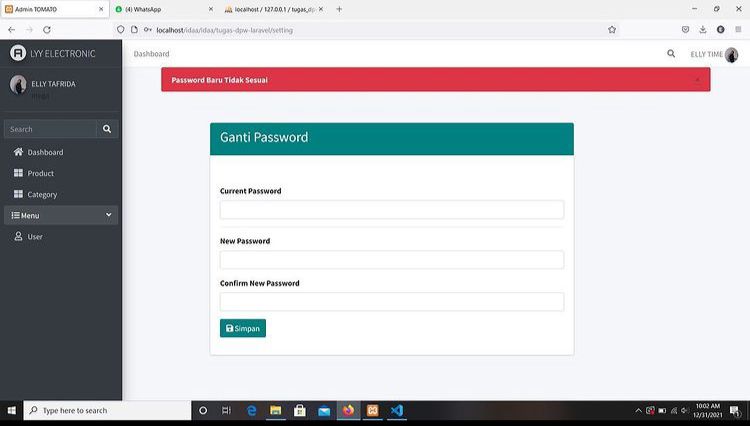 Admin TOMATO
(4) WhatsApp
localhost / 127.0.0.1 / tugas_dp
localhost/idaa/idaa/tugas-dpw-laravel/setting
LYY ELECTRONIC
Dashboard
ELLY TIME
ELLY TAFRIDA
Password Baru Tidak Sesuai
Search
Dashboard
Product
Category
Menu
User
Ganti Password
Current Password
New Password
Confirm New Password
Simpan
Type here to search
10:02 AM
12/31/2021